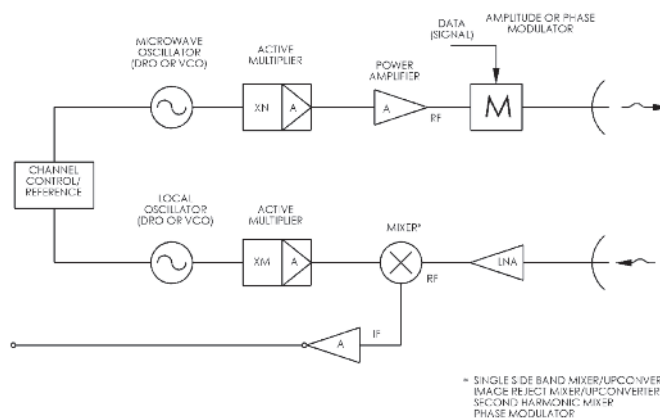 DATA
(SIGNAL)
AMPLITUDE OR PHASE
MODULATOR
MICROWAVE
OSCILLATOR
(DRO OR VCO)
ACTIVE
MULTIPLIER
POWER
AMPLIFIER
XN
A
A
RF
M
CHANNEL
CONTROL/
REFERENCE
LOCAL
OSCILLATOR
(DRO OR VCO)
ACTIVE
MULTIPLIER
MIXER*
XM
A
RF
LNA
A
IF
* SINGLE SIDE BAND MIXER/UPCONVER
IMAGE REJECT MIXER/UPCONVERTER
SECOND HARMONIC MIXER
PHASE MODULATOR